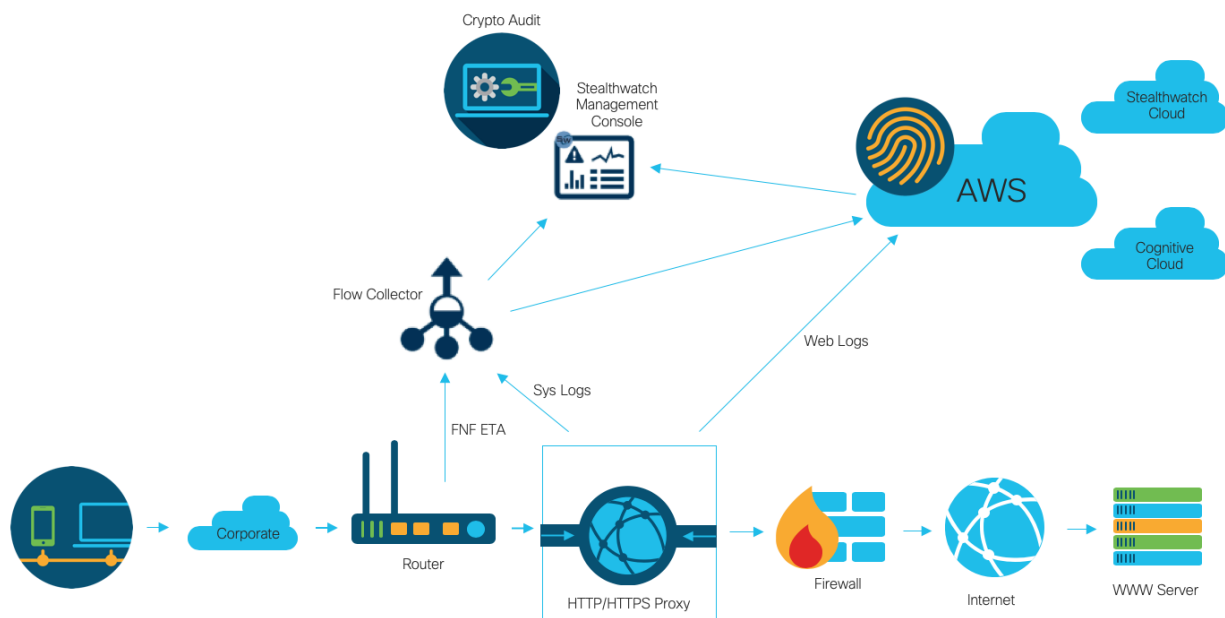 Crypto Audit
Stealthwatch
Management
Console
Stealthwatch
Cloud
AWS
Cognitive
Cloud
Flow Collector
Web Logs
Sys Logs
FNF ETA
Corporate
Router
HTTP/HTTPS Proxy
Firewall
Internet
WWW Server